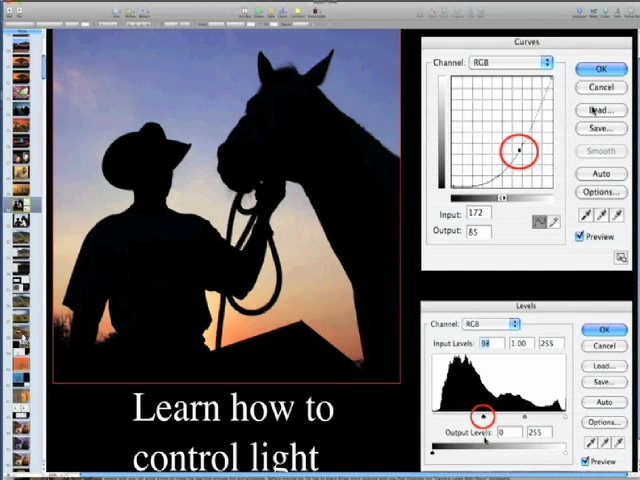 Curves
Channel: RGB
OK
Cancel
Load...
Save...
Smooth
Auto
Options...
Input: 172
Output: 85
Preview
Levels
Channel: RGB
OK
Input Levels: 98 1.00 255
Cancel
Load...
Save...
Auto
Options...
Output Levels: 0 255
Preview
Learn how to
control light